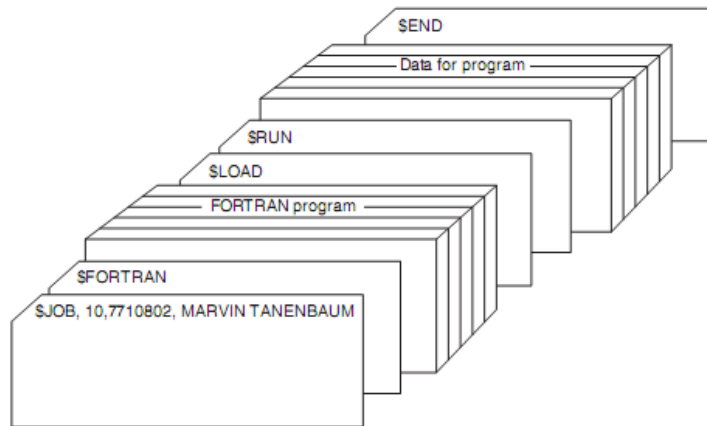 $END
Data for program
$RUN
$LOAD
FORTRAN program
$FORTRAN
$JOB, 10,7710802, MARVIN TANENBAUM